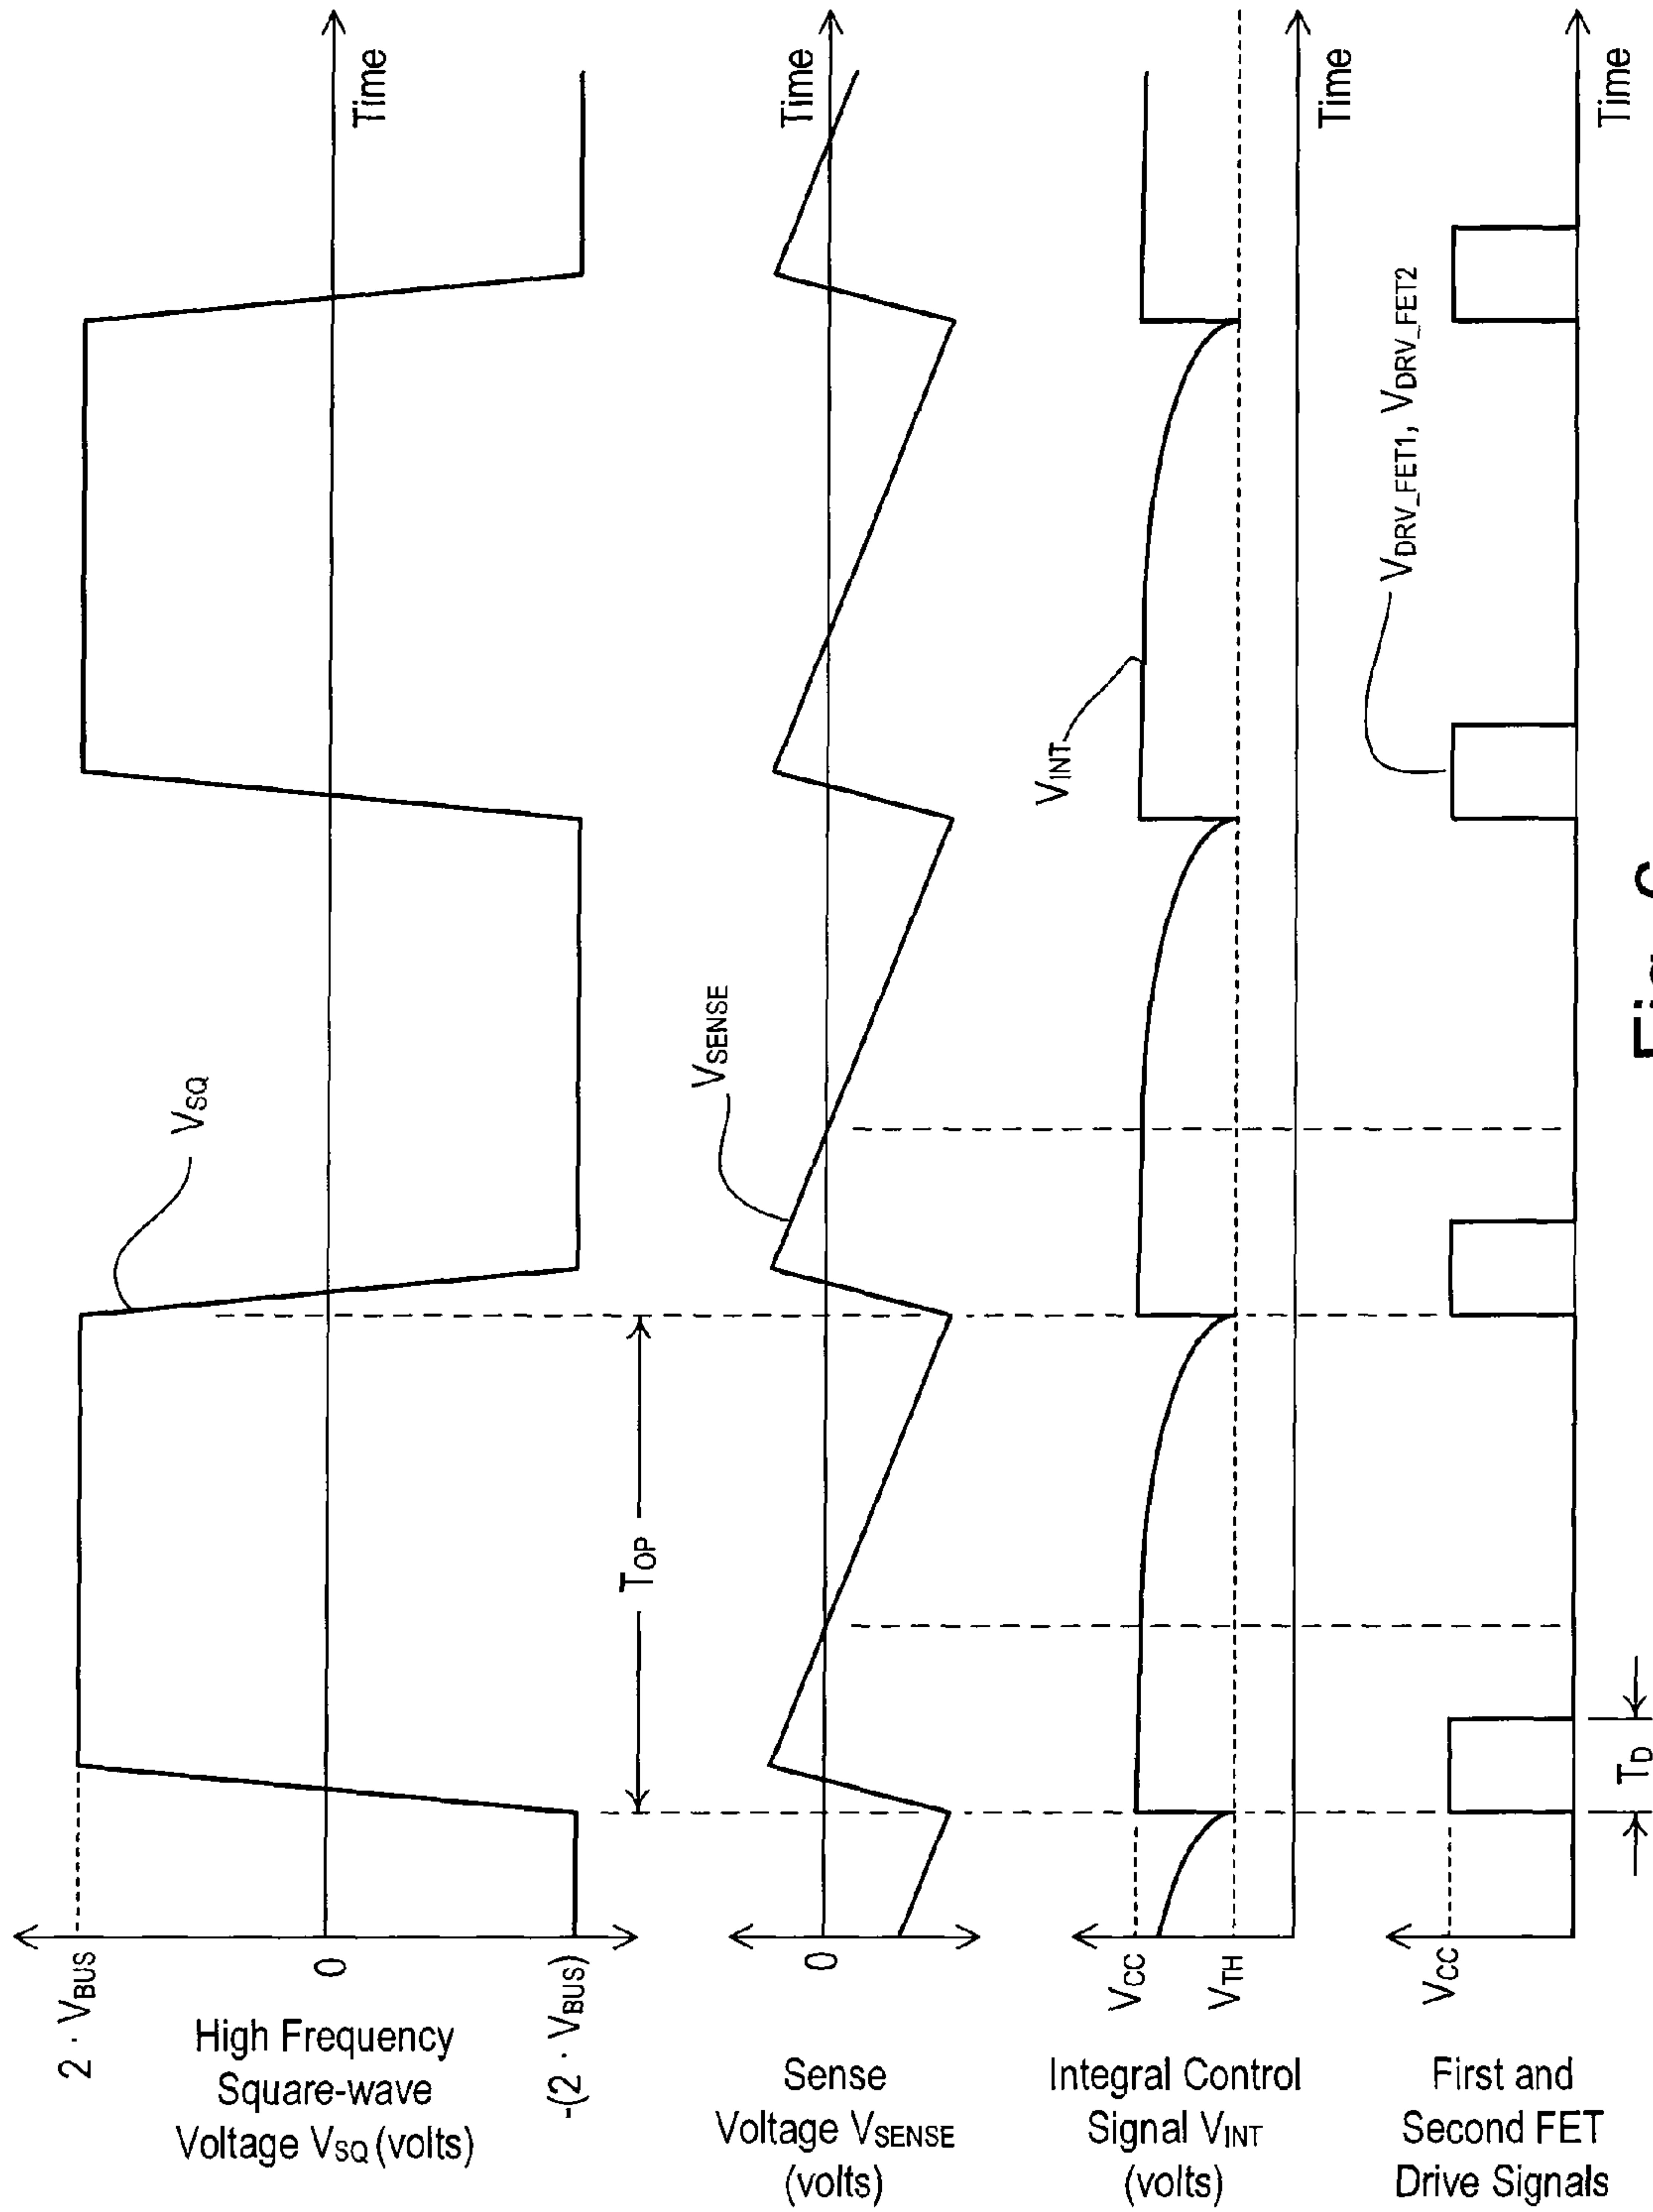 2 · VBUS
0
-(2 · VBUS)
High Frequency
Square-wave
Voltage VSQ (volts)
VSQ
Time
TOP
0
Sense
Voltage VSENSE
(volts)
VSENSE
Time
VCC
VTH
Integral Control
Signal VINT
(volts)
VINT
Time
VCC
First and
Second FET
Drive Signals
VDRV_FET1, VDRV_FET2
TD
Time